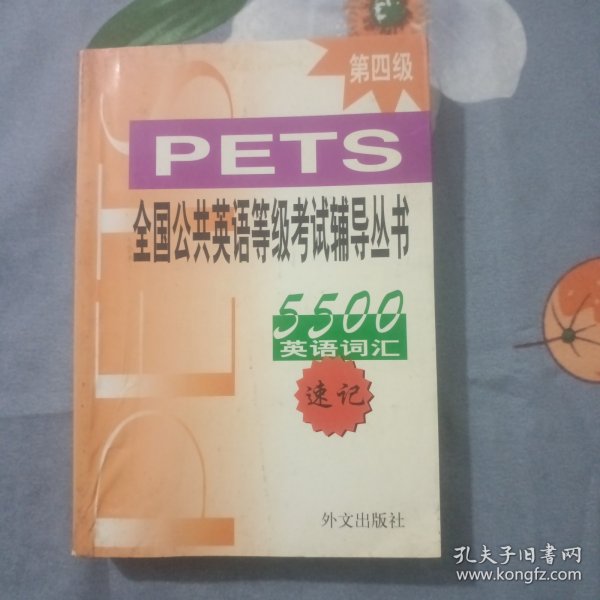 第四级
PETS
全国公共英语等级考试辅导丛书
5500
英语词汇
速记
外文出版社
孔夫子旧书网
www.kongfz.com